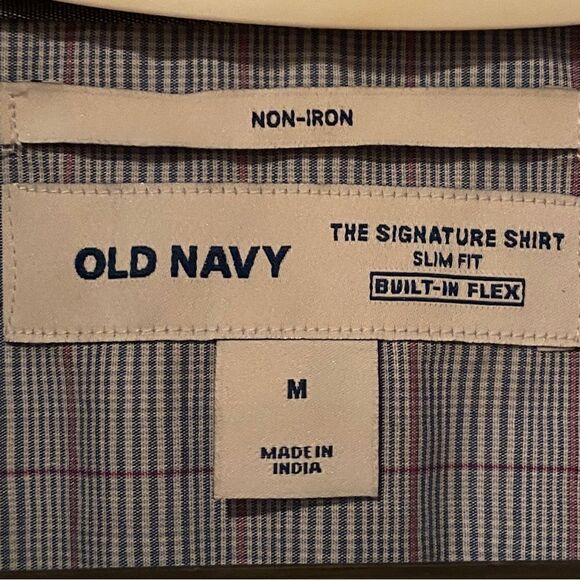 NON-IRON
OLD NAVY
THE SIGNATURE SHIRT
SLIM FIT
BUILT-IN FLEX
M
MADE IN
INDIA